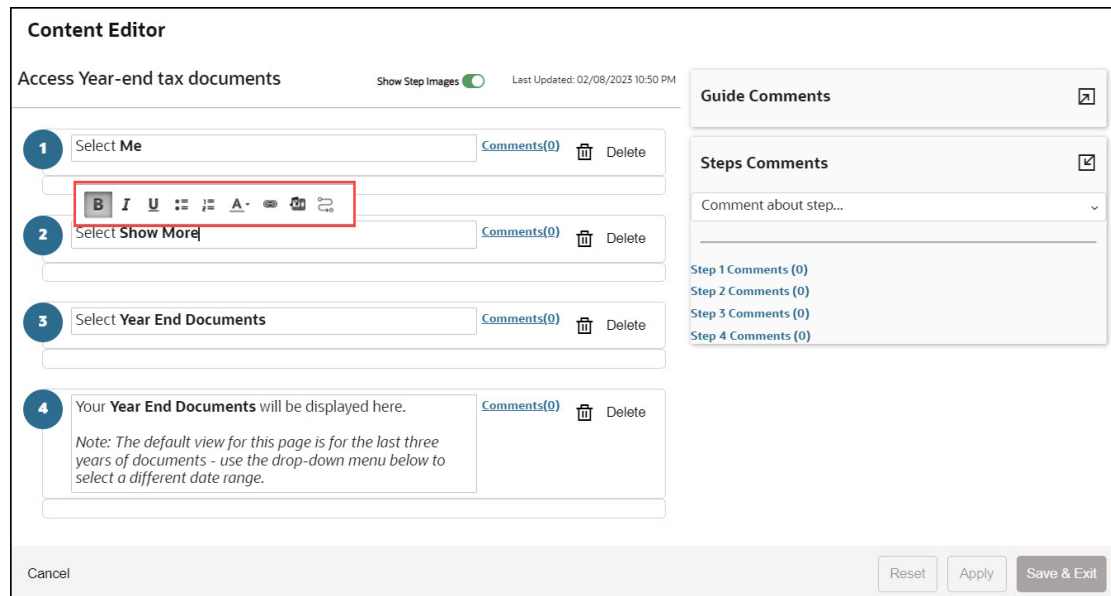 Content Editor
Access Year-end tax documents
Show Step Images
Last Updated: 02/08/2023 10:50 PM
1
Select Me
Comments(0)
Delete
B I U A
2
Select Show More
Comments(0)
Delete
3
Select Year End Documents
Comments(0)
Delete
4
Your Year End Documents will be displayed here.
Comments(0)
Delete
Note: The default view for this page is for the last three
years of documents - use the drop-down menu below to
select a different date range.
Guide Comments
Steps Comments
Comment about step...
Step 1 Comments (0)
Step 2 Comments (0)
Step 3 Comments (0)
Step 4 Comments (0)
Cancel
Reset
Apply
Save & Exit